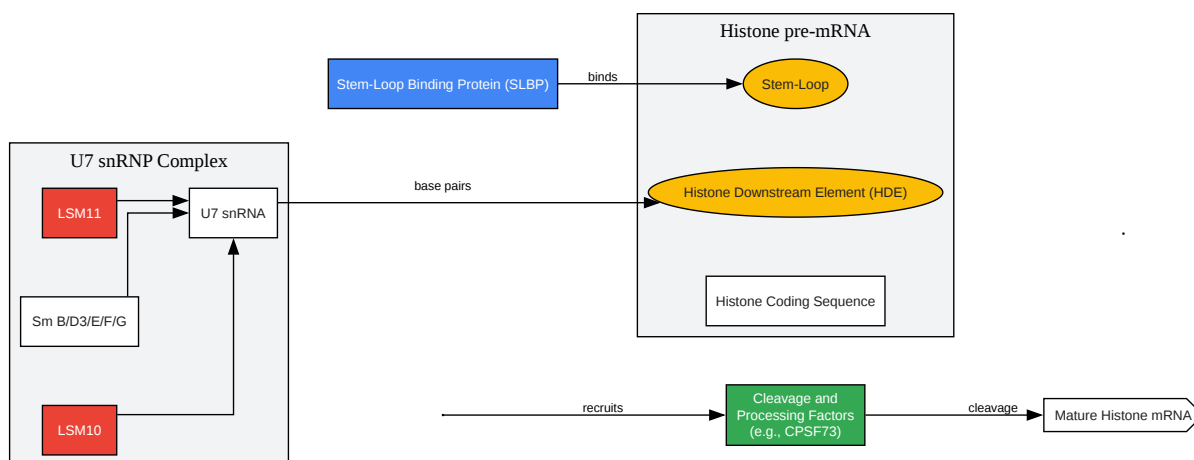 Histone pre-mRNA
Stem-Loop Binding Protein (SLBP)
binds
Stem-Loop
U7 snRNP Complex
LSM11
U7 snRNA
base pairs
Histone Downstream Element (HDE)
Sm B/D3/E/F/G
Histone Coding Sequence
LSM10
recruits
Cleavage and
Processing Factors
(e.g., CPSF73)
cleavage
Mature Histone mRNA